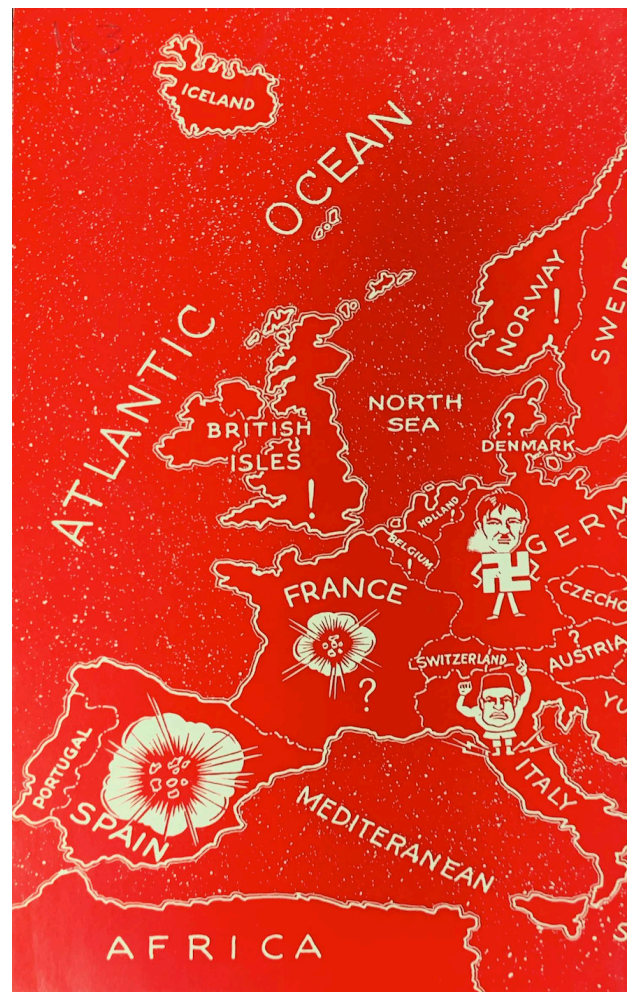 ICELAND
ATLANTIC
OCEAN
NORWAY
!
SWED
NORTH
SEA
BRITISH
ISLES
!
?
DENMARK
HOLLAND
BELGIUM
!
GERM
FRANCE
?
CZECHO
?
AUSTRIA
SWITZERLAND
YU
ITALY
PORTUGAL
SPAIN
MEDITERANEAN
AFRICA
S